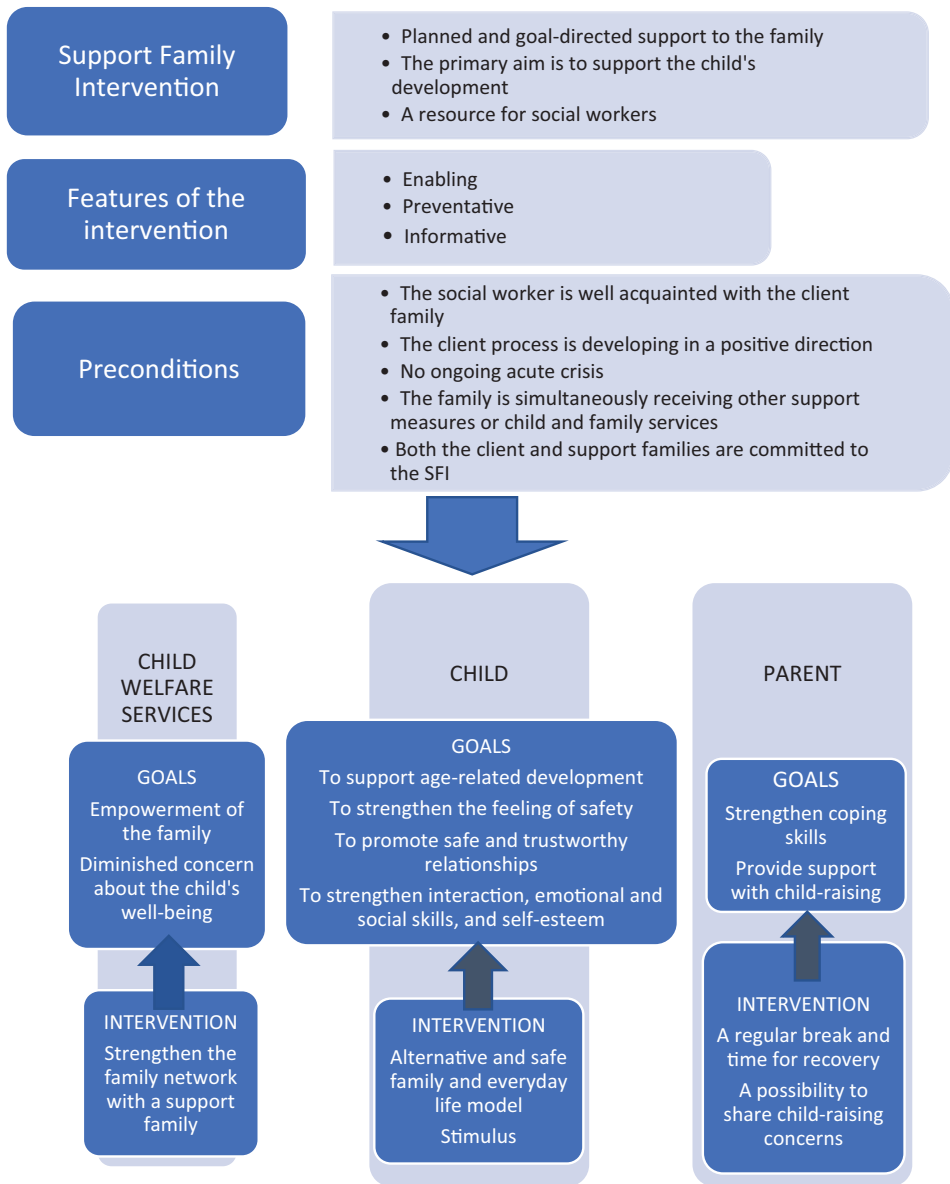 Support Family
Intervention
• Planned and goal-directed support to the family
• The primary aim is to support the child's
development
• A resource for social workers
Features of the
intervention
• Enabling
• Preventative
• Informative
Preconditions
• The social worker is well acquainted with the client
family
• The client process is developing in a positive direction
• No ongoing acute crisis
• The family is simultaneously receiving other support
measures or child and family services
• Both the client and support families are committed to
the SFI
CHILD
WELFARE
SERVICES
GOALS
Empowerment of
the family
Diminished concern
about the child's
well-being
INTERVENTION
Strengthen the
family network
with a support
family
CHILD
GOALS
To support age-related development
To strengthen the feeling of safety
To promote safe and trustworthy
relationships
To strengthen interaction, emotional and
social skills, and self-esteem
INTERVENTION
Alternative and safe
family and everyday
life model
Stimulus
PARENT
GOALS
Strengthen coping
skills
Provide support
with child-raising
INTERVENTION
A regular break and
time for recovery
A possibility to
share child-raising
concerns